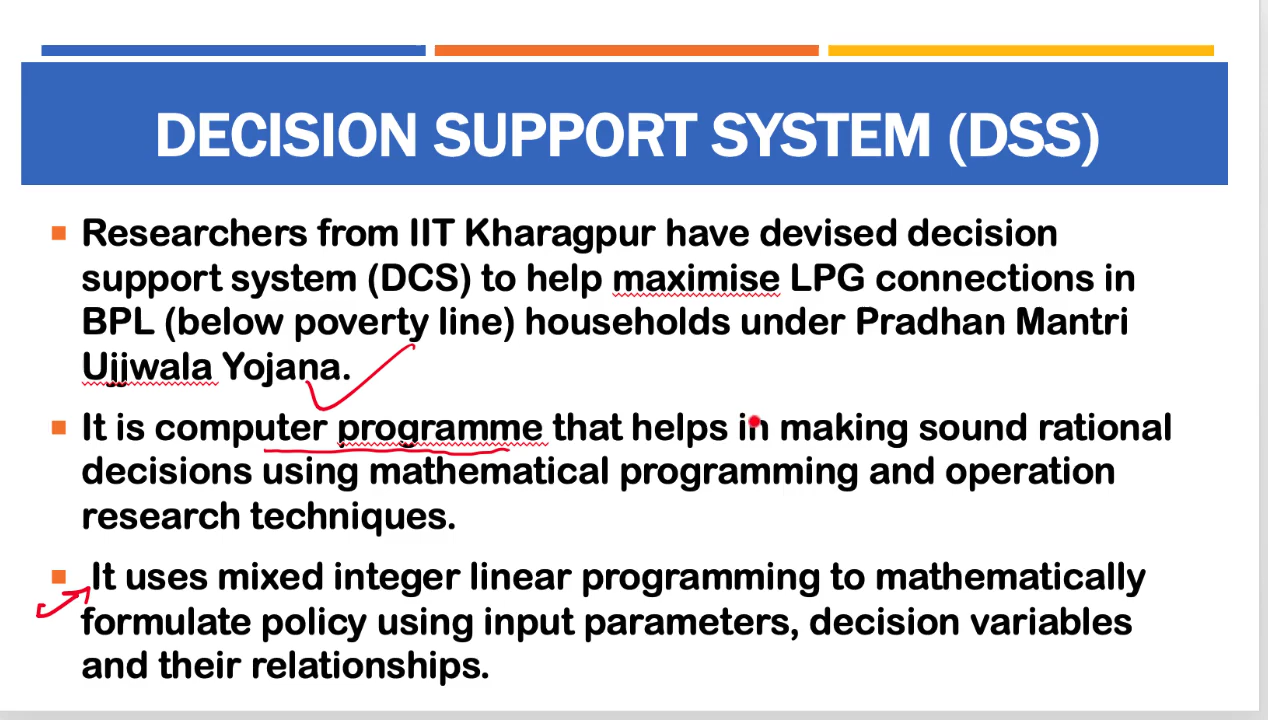 DECISION SUPPORT SYSTEM (DSS)
Researchers from IIT Kharagpur have devised decision
support system (DCS) to help maximise LPG connections in
BPL (below poverty line) households under Pradhan Mantri
Ujjwala Yojana.
It is computer programme that helps in making sound rational
decisions using mathematical programming and operation
research techniques.
It uses mixed integer linear programming to mathematically
formulate policy using input parameters, decision variables
and their relationships.